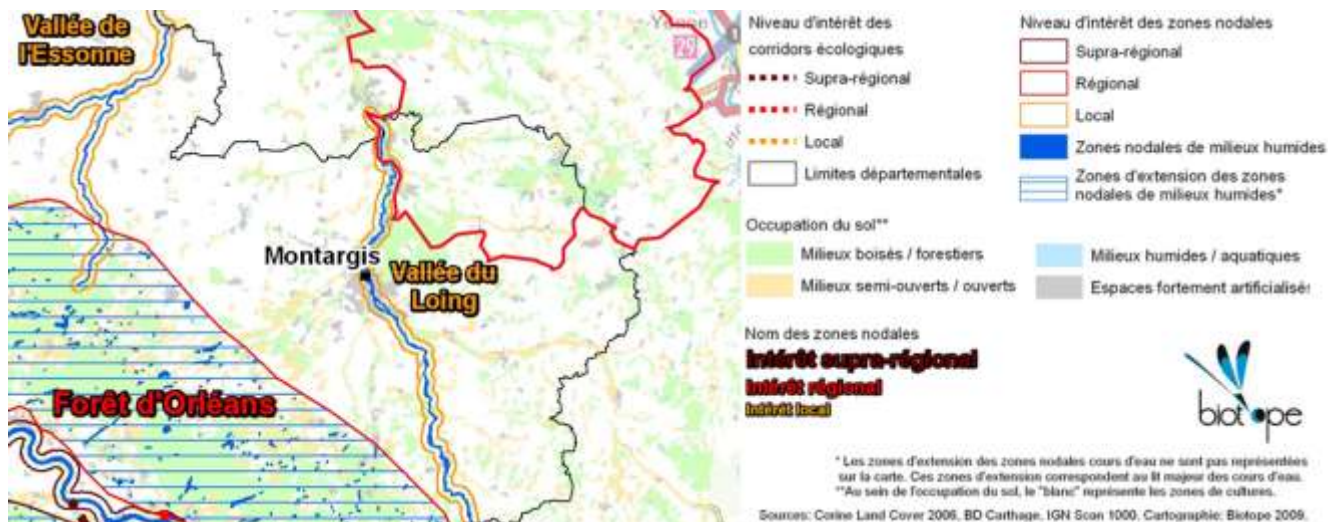 Vallée de
l'Essonne
Montargis
Vallée du
Loing
Forêt d'Orléans
29
Niveau d'intérêt des
corridors écologiques
Supra-régional
Régional
Local
Limites départementales
Niveau d'intérêt des zones nodales
Supra-régional
Régional
Local
Zones nodales de milieux humides
Zones d'extension des zones
nodales de milieux humides*
Occupation du sol**
Milieux boisés / forestiers
Milieux semi-ouverts / ouverts
Milieux humides / aquatiques
Espaces fortement artificialisé
Nom des zones nodales
Intérêt supra-régional
Intérêt régional
Intérêt local
biotope
* Les zones d'extension des zones nodales cours d'eau ne sont pas représentées
sur la carte. Ces zones d'extension correspondent au lit majeur des cours d'eau.
**Au sein de l'occupation du sol, le "blanc" représente les zones de cultures.
Sources: Corine Land Cover 2006, BD Carthage, IGN Scan 1000, Cartographie: Biotope 2009.